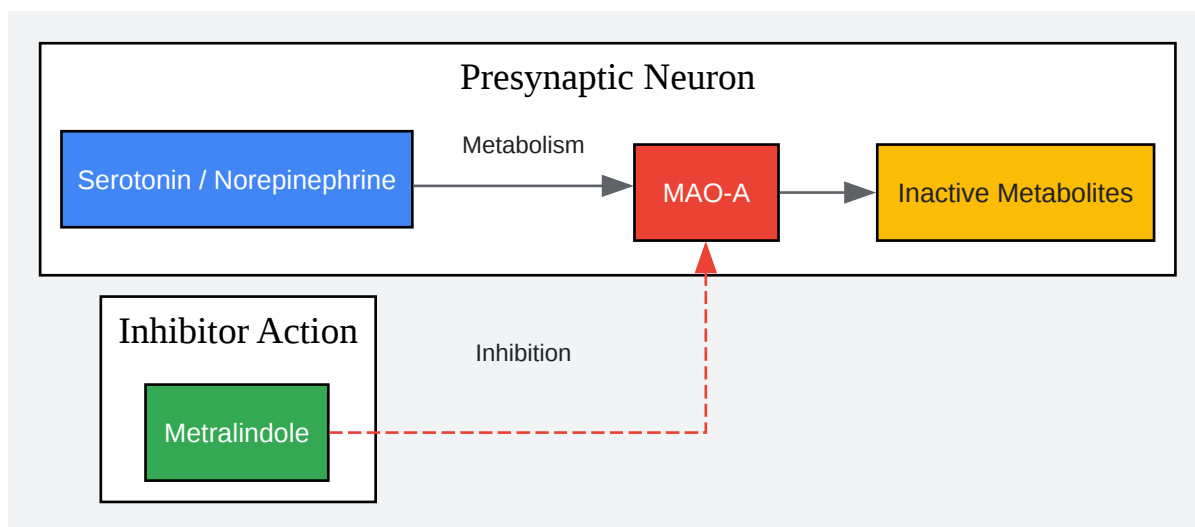 Presynaptic Neuron
Metabolism
Serotonin / Norepinephrine
MAO-A
Inactive Metabolites
Inhibitor Action
Inhibition
Metralindole